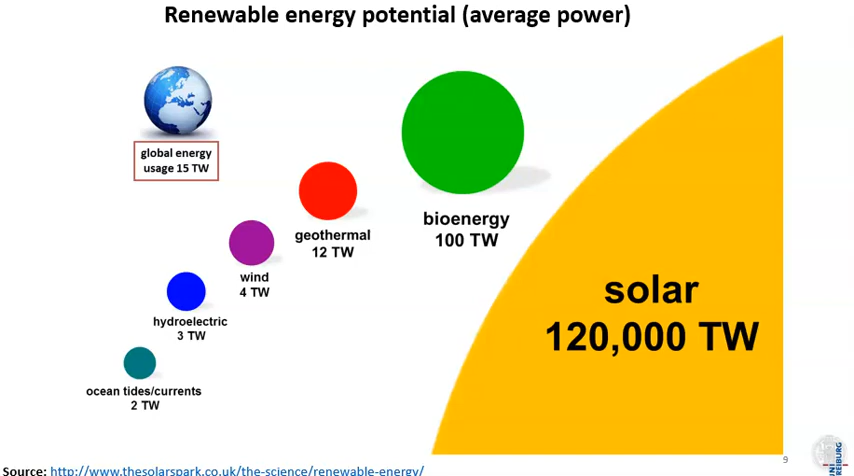 Renewable energy potential (average power)
global energy
usage 15 TW
bioenergy
100 TW
geothermal
12 TW
wind
4 TW
hydroelectric
3 TW
ocean tides/currents
2 TW
solar
120,000 TW
9
Source: http://www.thesolarspark.co.uk/the-science/renewable-energy/